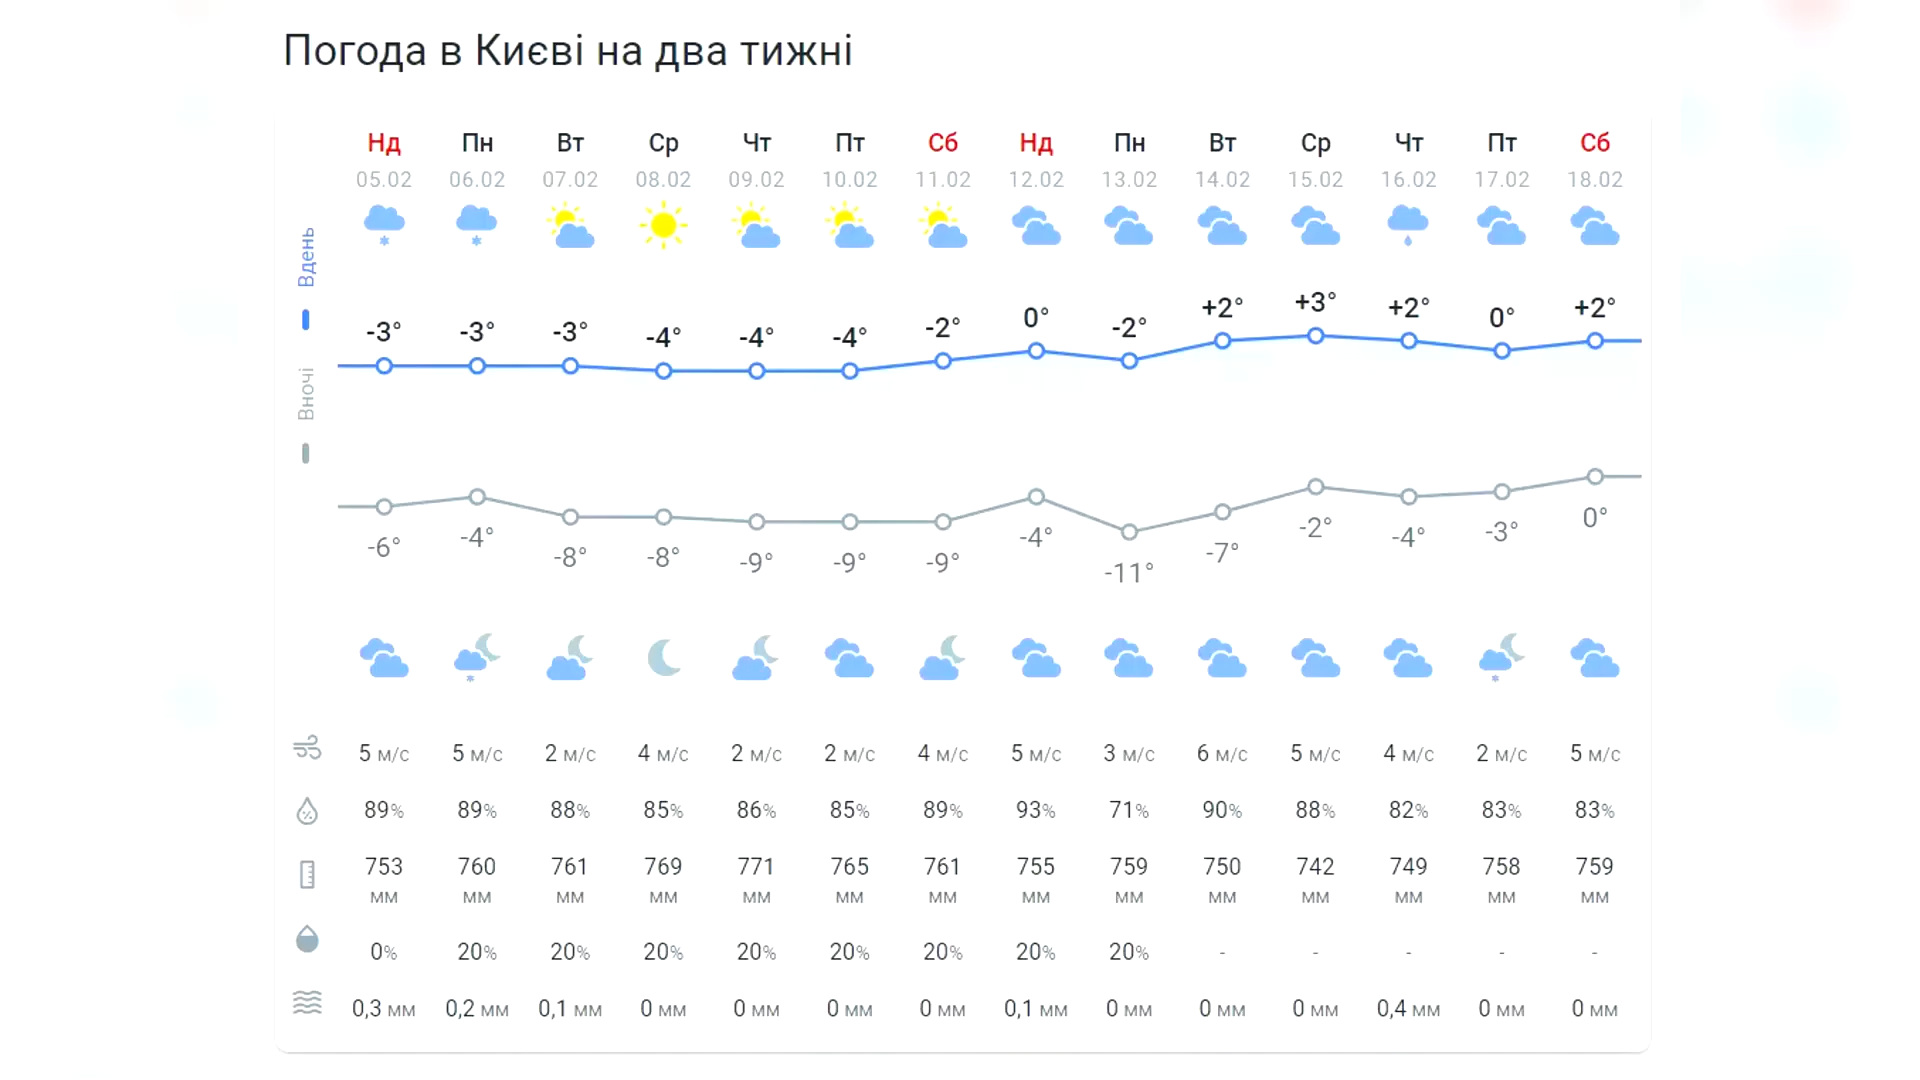 Погода в Києві на два тижні
Нд Пн Вт Ср Чт Пт Сб Нд Пн Вт Ср Чт Пт Сб
05.02 06.02 07.02 08.02 09.02 10.02 11.02 12.02 13.02 14.02 15.02 16.02 17.02 18.02
Вдень
-3° -3° -3° -4° -4° -4° -2° 0° -2° +2° +3° +2° 0° +2°
Вночі
-6° -4° -8° -8° -9° -9° -9° -4° -11° -7° -2° -4° -3° 0°
5 м/с 5 м/с 2 м/с 4 м/с 2 м/с 2 м/с 4 м/с 5 м/с 3 м/с 6 м/с 5 м/с 4 м/с 2 м/с 5 м/с
89% 89% 88% 85% 86% 85% 89% 93% 71% 90% 88% 82% 83% 83%
753 760 761 769 771 765 761 755 759 750 742 749 758 759
мм мм мм мм мм мм мм мм мм мм мм мм мм мм
0% 20% 20% 20% 20% 20% 20% 20% 20% - - - - -
0,3 мм 0,2 мм 0,1 мм 0 мм 0 мм 0 мм 0 мм 0,1 мм 0 мм 0 мм 0 мм 0,4 мм 0 мм 0 мм